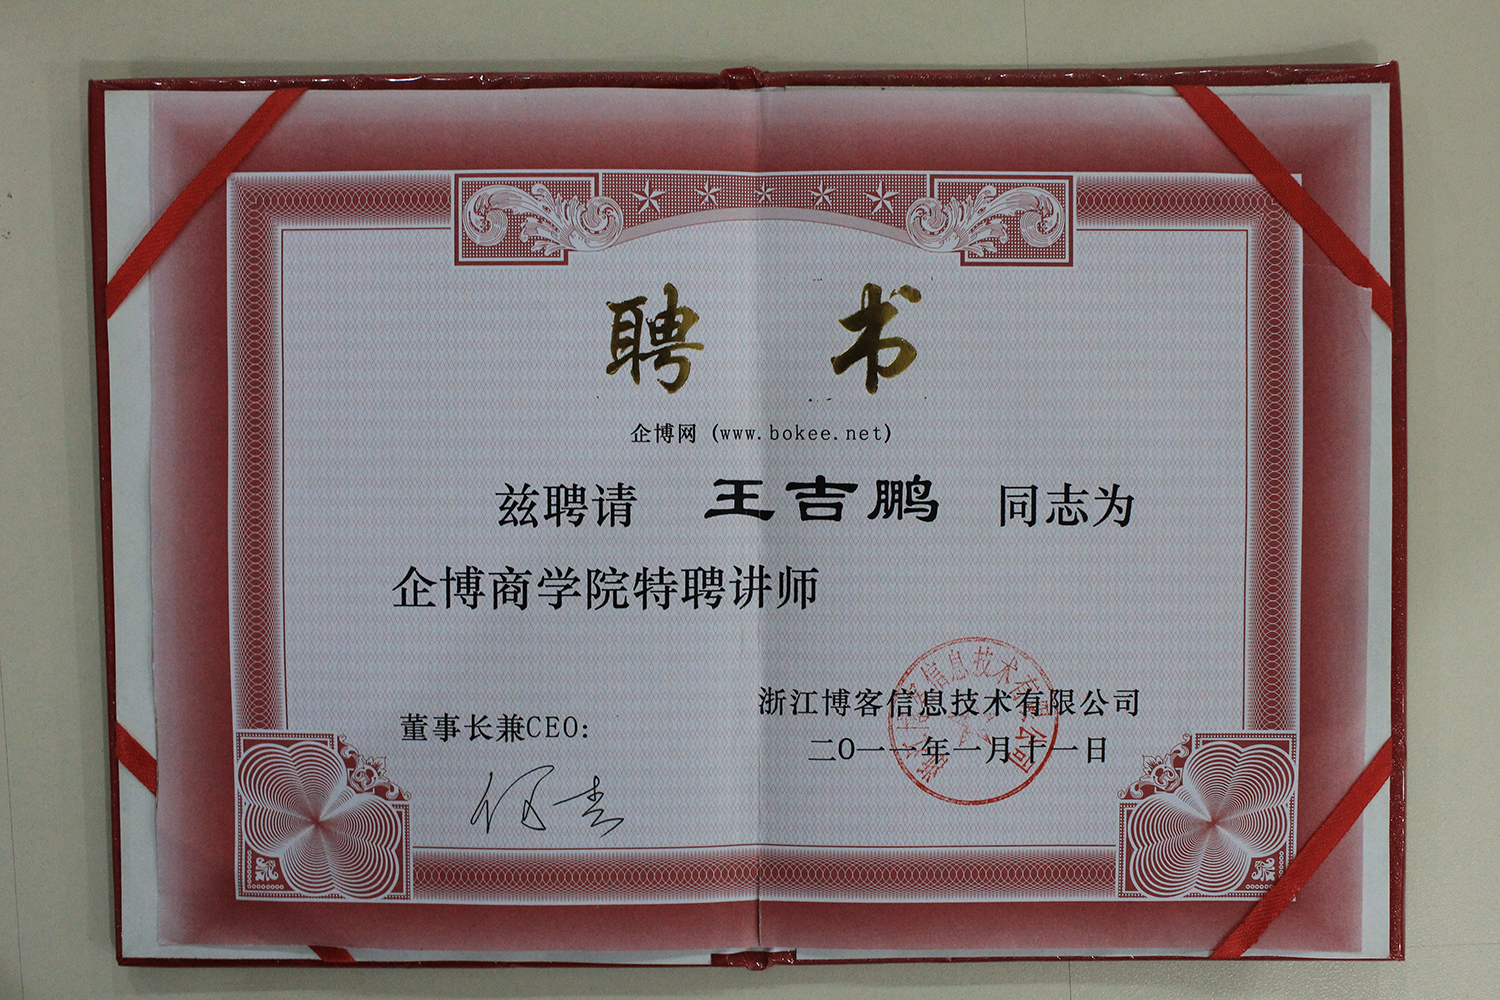 聘书
企博网 (www.bokee.net)
兹聘请 王吉鹏 同志为
企博商学院特聘讲师
浙江博客信息技术有限公司
董事长兼CEO:
二O一一年一月十一日